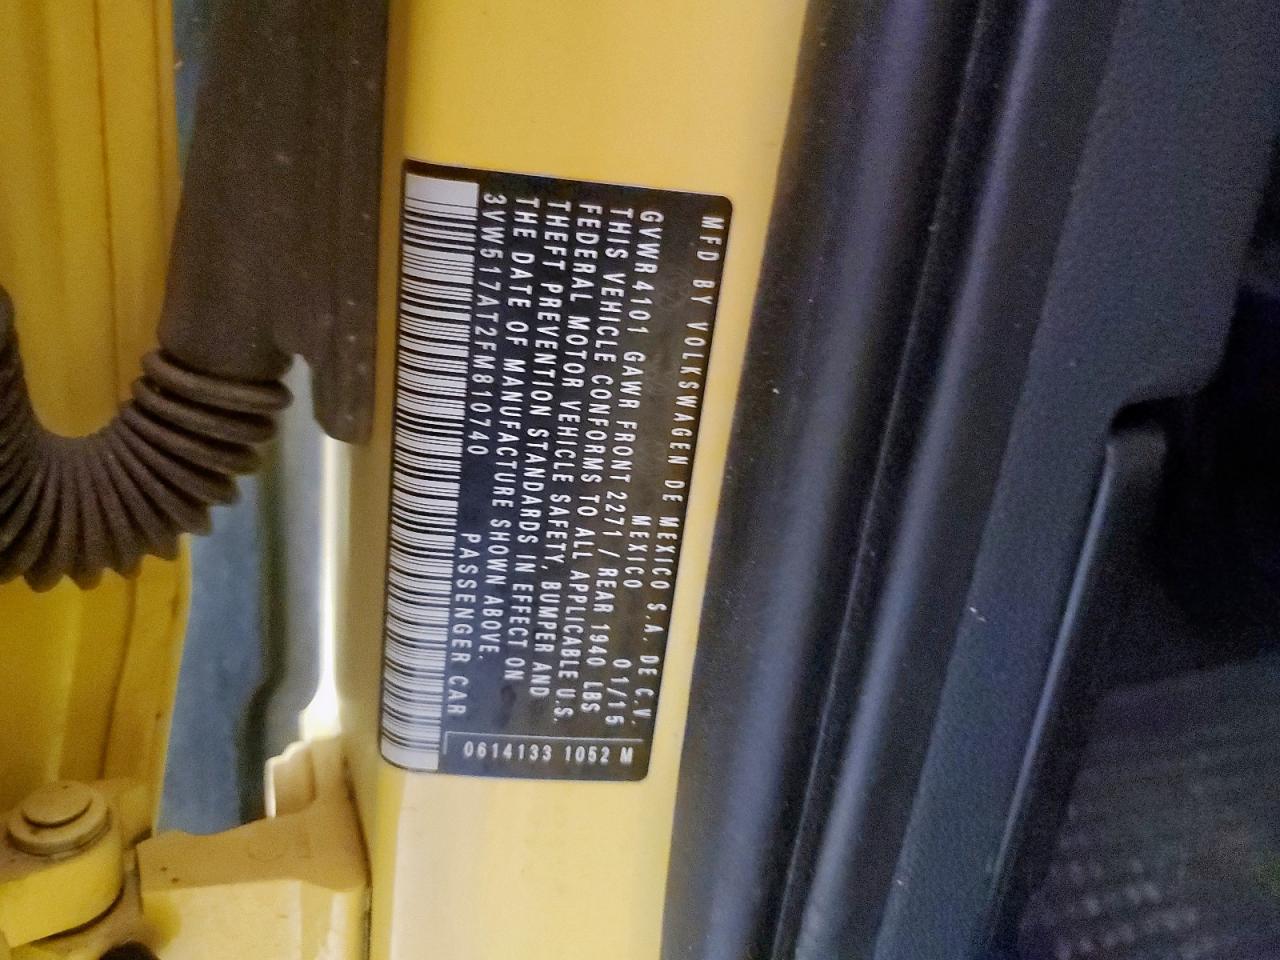 MFD BY VOLKSWAGEN DE MEXICO S.A. DE C.V.
MEXICO 01/15
GVWR 4101 GAWR FRONT 2271 / REAR 1940 LBS
THIS VEHICLE CONFORMS TO ALL APPLICABLE U.S.
FEDERAL MOTOR VEHICLE SAFETY, BUMPER AND
THEFT PREVENTION STANDARDS IN EFFECT ON
THE DATE OF MANUFACTURE SHOWN ABOVE.
3VW517AT2FM810740 PASSENGER CAR
0614133 1052 M